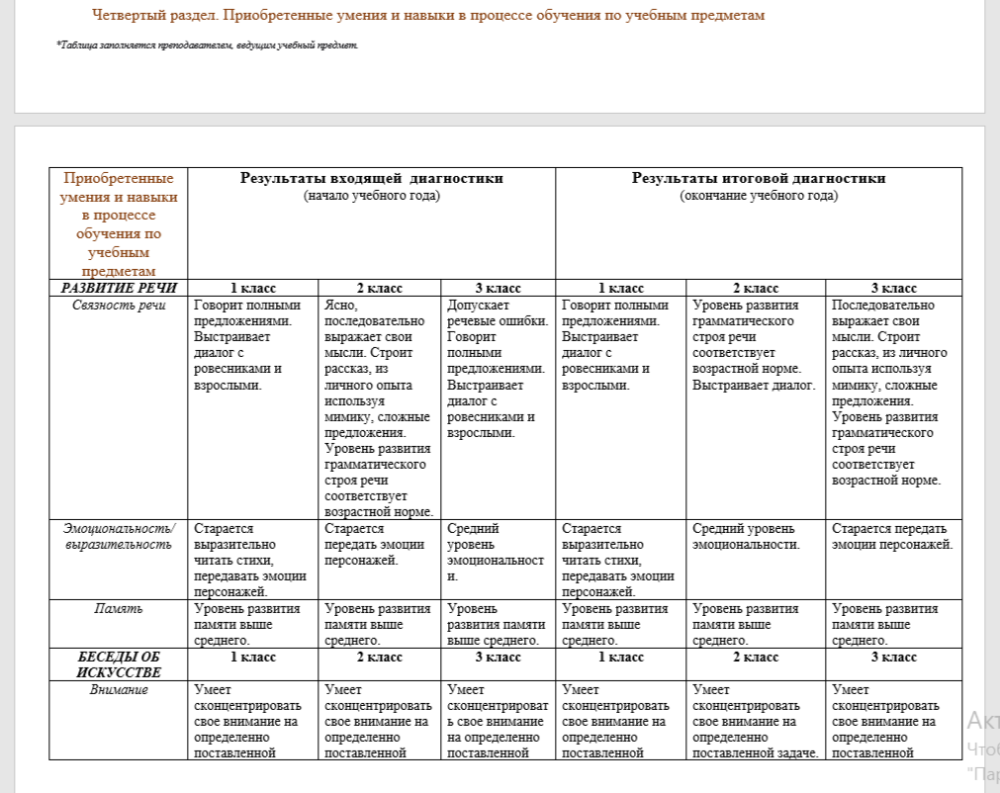 Четвертый раздел. Приобретенные умения и навыки в процессе обучения по учебным предметам
*Таблица заполняется преподавателем, ведущим учебный предмет.
Приобретенные
умения и навыки
в процессе
обучения по
учебным
предметам
Результаты входящей диагностики
(начало учебного года)
Результаты итоговой диагностики
(окончание учебного года)
РАЗВИТИЕ РЕЧИ
1 класс
2 класс
3 класс
1 класс
2 класс
3 класс
Связность речи
Говорит полными
предложениями.
Выстраивает
диалог с
ровесниками и
взрослыми.
Ясно,
последовательно
выражает свои
мысли. Строит
рассказ, из
личного опыта
используя
мимику, сложные
предложения.
Уровень развития
грамматического
строя речи
соответствует
возрастной норме.
Допускает
речевые ошибки.
Говорит
полными
предложениями.
Выстраивает
диалог с
ровесниками и
взрослыми.
Говорит полными
предложениями.
Выстраивает
диалог с
ровесниками и
взрослыми.
Уровень развития
грамматического
строя речи
соответствует
возрастной норме.
Выстраивает диалог.
Последовательно
выражает свои
мысли. Строит
рассказ, из личного
опыта используя
мимику, сложные
предложения.
Уровень развития
грамматического
строя речи
соответствует
возрастной норме.
Эмоциональность/
выразительность
Старается
выразительно
читать стихи,
передавать эмоции
персонажей.
Старается
передать эмоции
персонажей.
Средний
уровень
эмоциональност
и.
Старается
выразительно
читать стихи,
передавать эмоции
персонажей.
Средний уровень
эмоциональности.
Старается передать
эмоции персонажей.
Память
Уровень развития
памяти выше
среднего.
Уровень развития
памяти выше
среднего.
Уровень
развития памяти
выше среднего.
Уровень развития
памяти выше
среднего.
Уровень развития
памяти выше
среднего.
Уровень развития
памяти выше
среднего.
БЕСЕДЫ ОБ
ИСКУССТВЕ
1 класс
2 класс
3 класс
1 класс
2 класс
3 класс
Внимание
Умеет
сконцентрировать
свое внимание на
определенно
поставленной
Умеет
сконцентрировать
свое внимание на
определенно
поставленной
Умеет
сконцентрироват
ь свое внимание
на определенно
поставленной
Умеет
сконцентрировать
свое внимание на
определенно
поставленной
Умеет
сконцентрировать
свое внимание на
определенно
поставленной задаче.
Умеет
сконцентрировать
свое внимание на
определенно
поставленной
Акт
Чтоб
"Пар